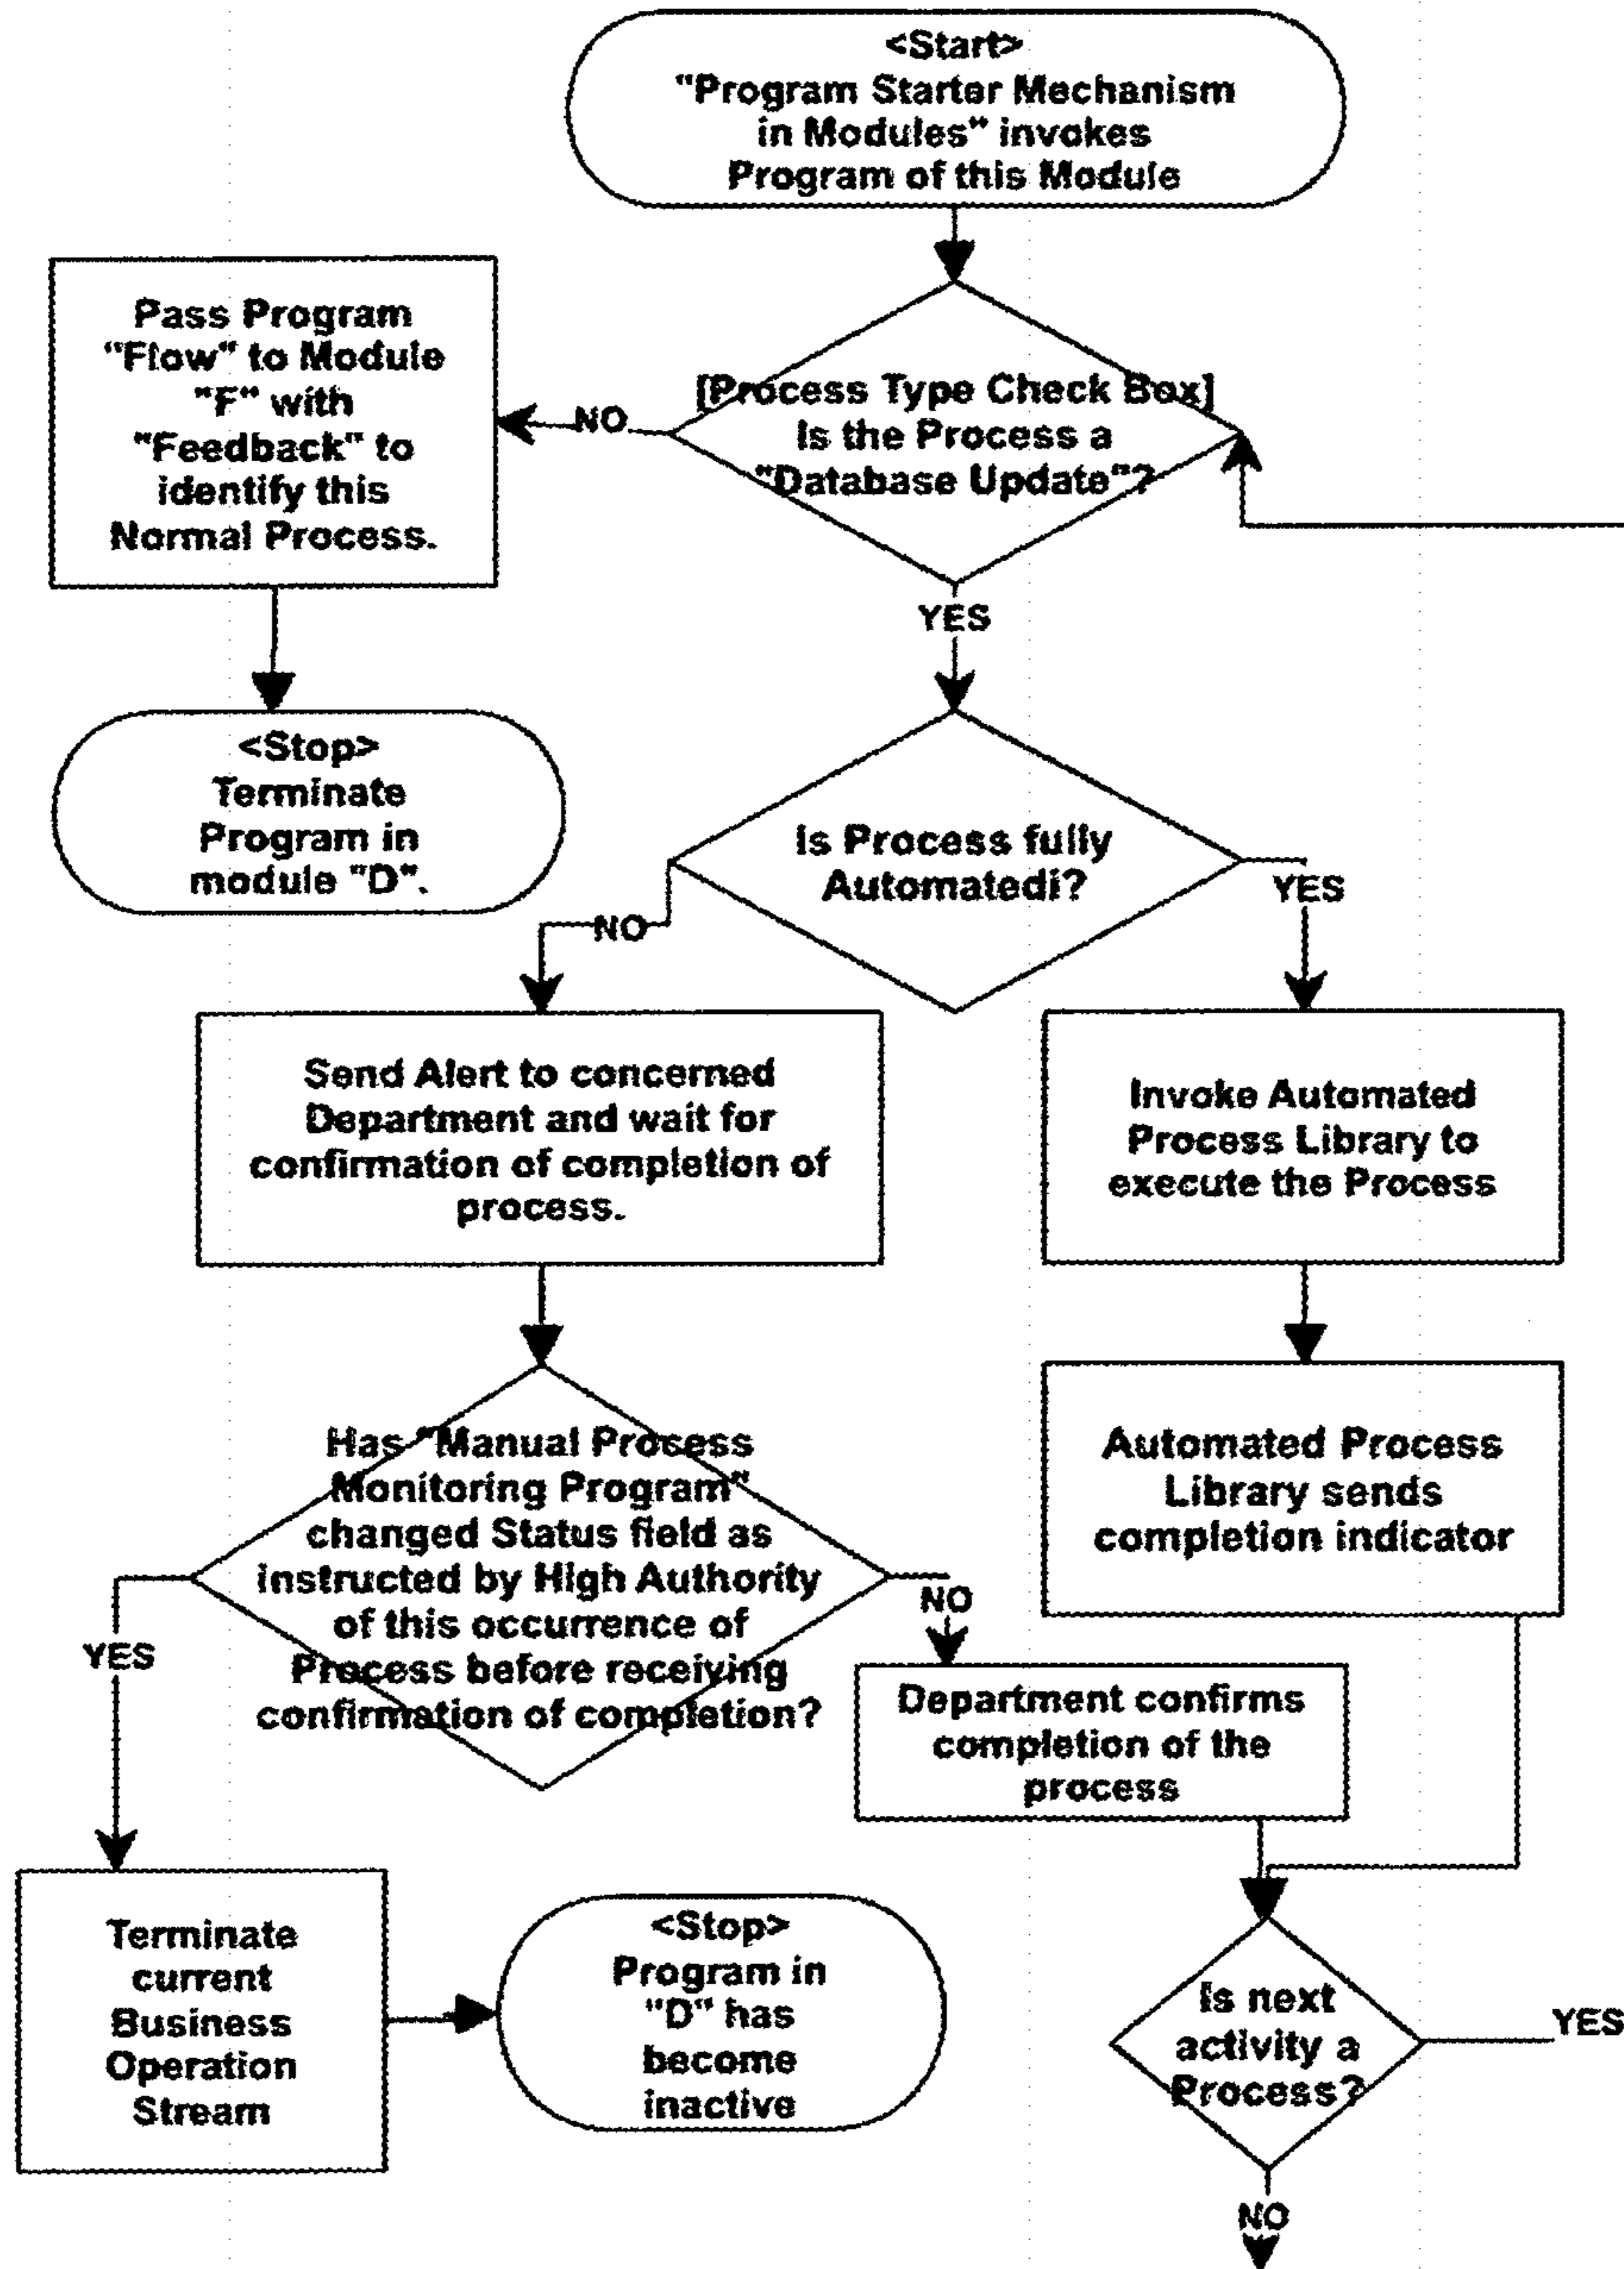 <Start>
"Program Starter Mechanism
in Modules" invokes
Program of this Module
Pass Program
"Flow" to Module
"F" with
"Feedback" to
identify this
Normal Process.
NO
[Process Type Check Box]
Is the Process a
"Database Update"?
YES
<Stop>
Terminate
Program in
module "D".
Is Process fully
Automatedi?
NO
YES
Send Alert to concerned
Department and wait for
confirmation of completion of
process.
Invoke Automated
Process Library to
execute the Process
Has "Manual Process
Monitoring Program"
changed Status field as
instructed by High Authority
of this occurrence of
Process before receiving
confirmation of completion?
Automated Process
Library sends
completion indicator
YES
NO
Department confirms
completion of the
process
Terminate
current
Business
Operation
Stream
<Stop>
Program in
"D" has
become
inactive
Is next
activity a
Process?
YES
NO